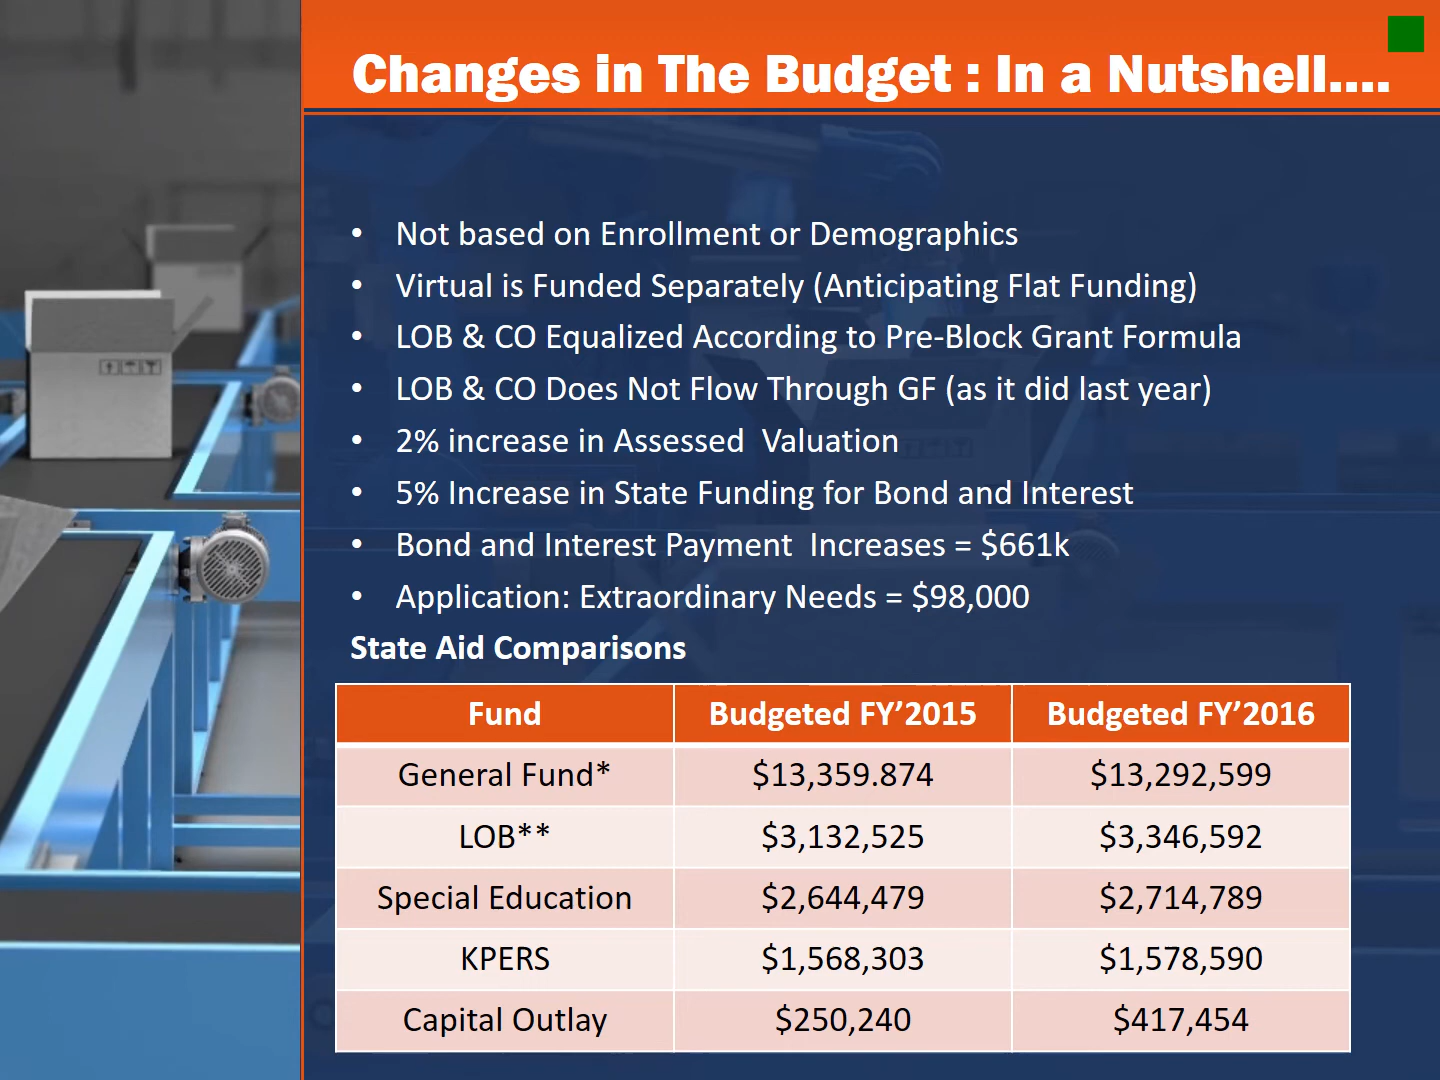 Changes in The Budget : In a Nutshell....
• Not based on Enrollment or Demographics
• Virtual is Funded Separately (Anticipating Flat Funding)
• LOB & CO Equalized According to Pre-Block Grant Formula
• LOB & CO Does Not Flow Through GF (as it did last year)
• 2% increase in Assessed  Valuation
• 5% Increase in State Funding for Bond and Interest
• Bond and Interest Payment  Increases = $661k
• Application: Extraordinary Needs = $98,000
State Aid Comparisons
Fund Budgeted FY’2015 Budgeted FY’2016
General Fund* $13,359.874 $13,292,599
LOB** $3,132,525 $3,346,592
Special Education $2,644,479 $2,714,789
KPERS $1,568,303 $1,578,590
Capital Outlay $250,240 $417,454